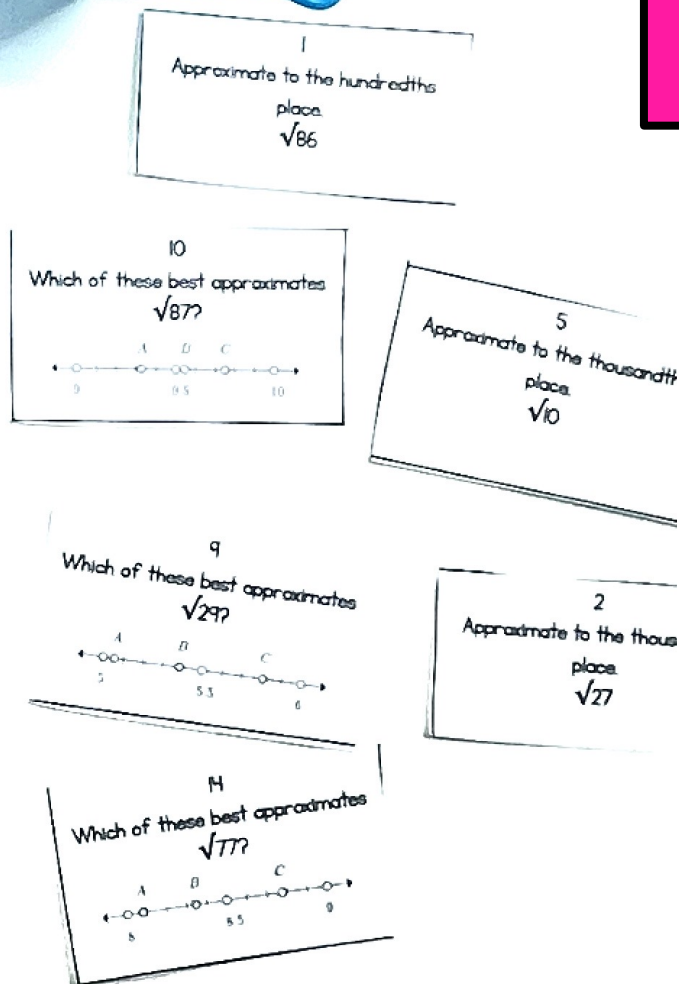 1
Approximate to the hundredths
place.
√86
10
Which of these best approximates
√87?
A B C
9 9.5 10
5
Approximate to the thousandth
place.
√10
9
Which of these best approximates
√29?
A B C
5 5.5 6
2
Approximate to the thous
place.
√27
14
Which of these best approximates
√77?
A B C
8 8.5 9